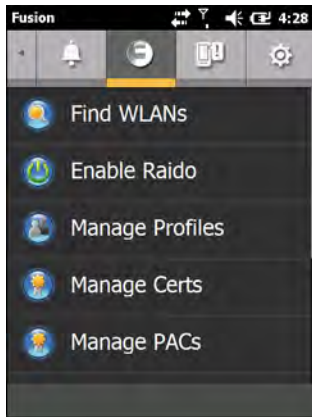 Fusion 4:28
Find WLANs
Enable Raido
Manage Profiles
Manage Certs
Manage PACs